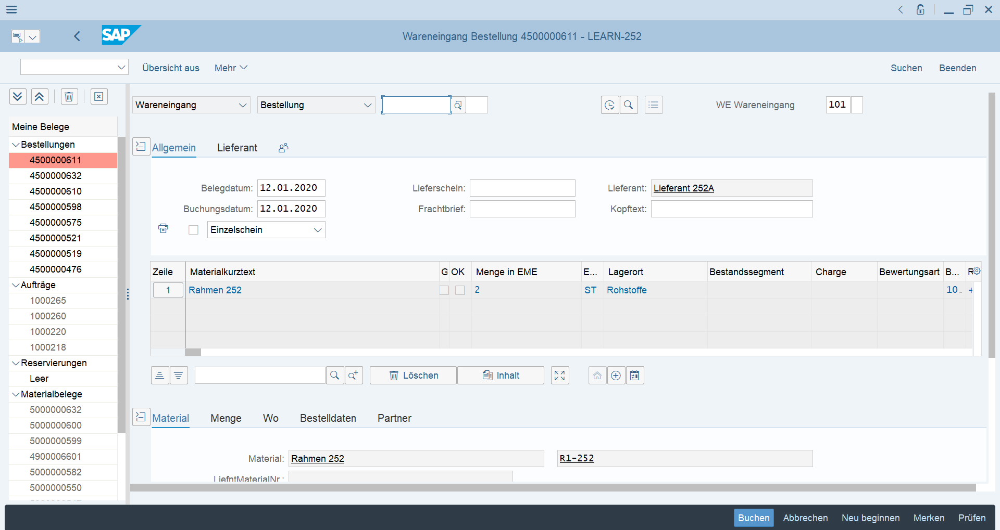 SAP
Wareneingang Bestellung 4500000611 - LEARN-252
Übersicht aus
Mehr
Suchen
Beenden
Meine Belege
Bestellungen
4500000611
4500000632
4500000610
4500000598
4500000575
4500000521
4500000519
4500000476
Aufträge
1000265
1000260
1000220
1000218
Reservierungen
Leer
Materialbelege
5000000632
5000000600
5000000599
4900006601
5000000582
5000000550
Wareneingang
Bestellung
WE Wareneingang
101
Allgemein
Lieferant
Belegdatum: 12.01.2020
Lieferschein:
Lieferant: Lieferant 252A
Buchungsdatum: 12.01.2020
Frachtbrief:
Kopftext:
Einzelschein
Zeile Materialkurztext G OK Menge in EME E... Lagerort Bestandssegment Charge Bewertungsart B... R
1 Rahmen 252 2 ST Rohstoffe 10... +
Löschen
Inhalt
Material
Menge
Wo
Bestelldaten
Partner
Material: Rahmen 252 R1-252
LiefntMaterialNr.:
Buchen
Abbrechen
Neu beginnen
Merken
Prüfen